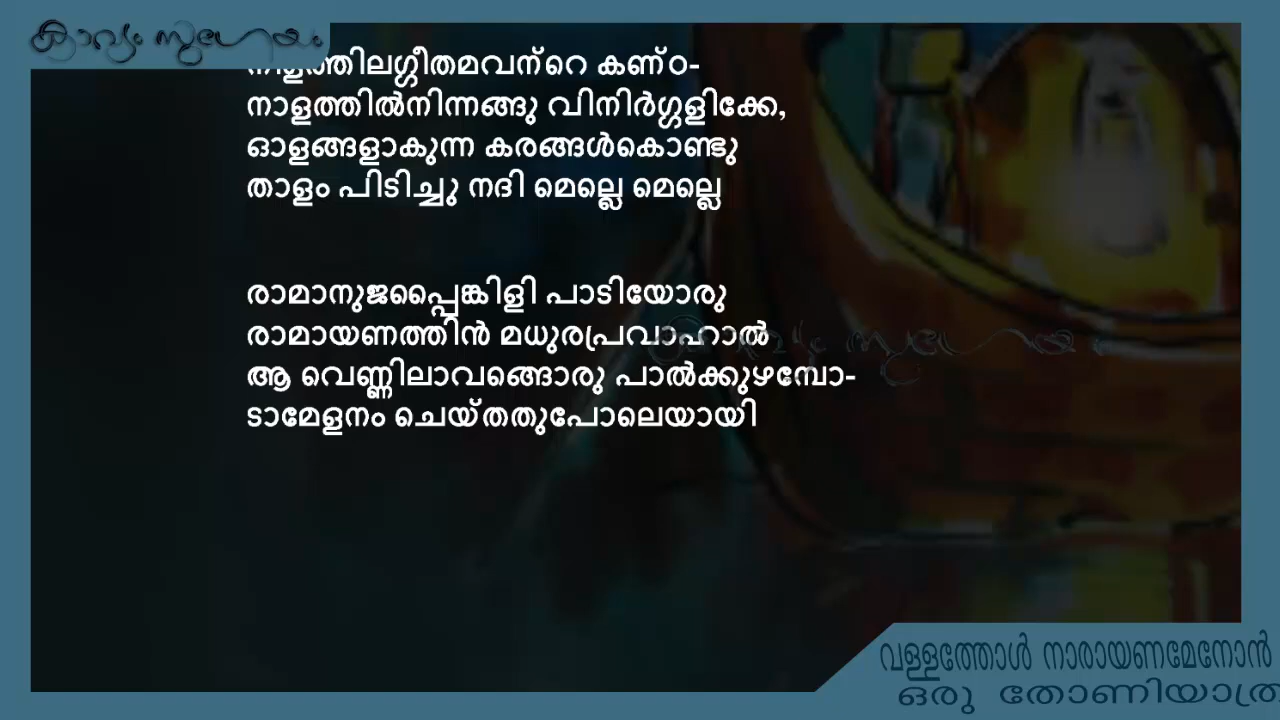 കാവ്യം സുഗേയം
നീളത്തിലഗ്ഗീതമവന്റെ കണ്ഠ-
നാളത്തിൽനിന്നങ്ങു വിനിർഗ്ഗളിക്കേ,
ഓളങ്ങളാകുന്ന കരങ്ങൾകൊണ്ടു
താളം പിടിച്ചു നദി മെല്ലെ മെല്ലെ
രാമാനുജപ്പൈങ്കിളി പാടിയോരു
രാമായണത്തിൻ മധുരപ്രവാഹാൽ
കാവ്യം സുഗേയം
ആ വെണ്ണിലാവങ്ങൊരു പാൽക്കുഴമ്പോ-
ടാമേളനം ചെയ്തതുപോലെയായി
വള്ളത്തോൾ നാരായണമേനോൻ
ഒരു തോണിയാത്ര